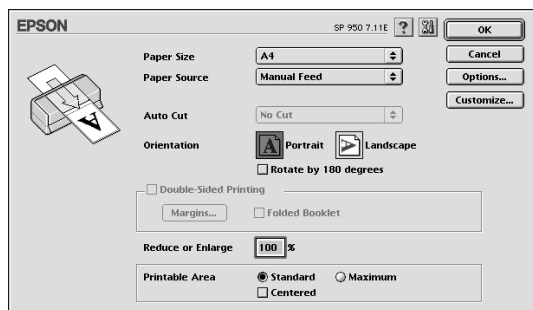 EPSON SP 950 7.11E ? OK
Paper Size A4 Cancel
Paper Source Manual Feed Options...
Customize...
Auto Cut No Cut
Orientation A Portrait A Landscape
Rotate by 180 degrees
Double-Sided Printing
Margins... Folded Booklet
Reduce or Enlarge 100 %
Printable Area Standard Maximum
Centered
A